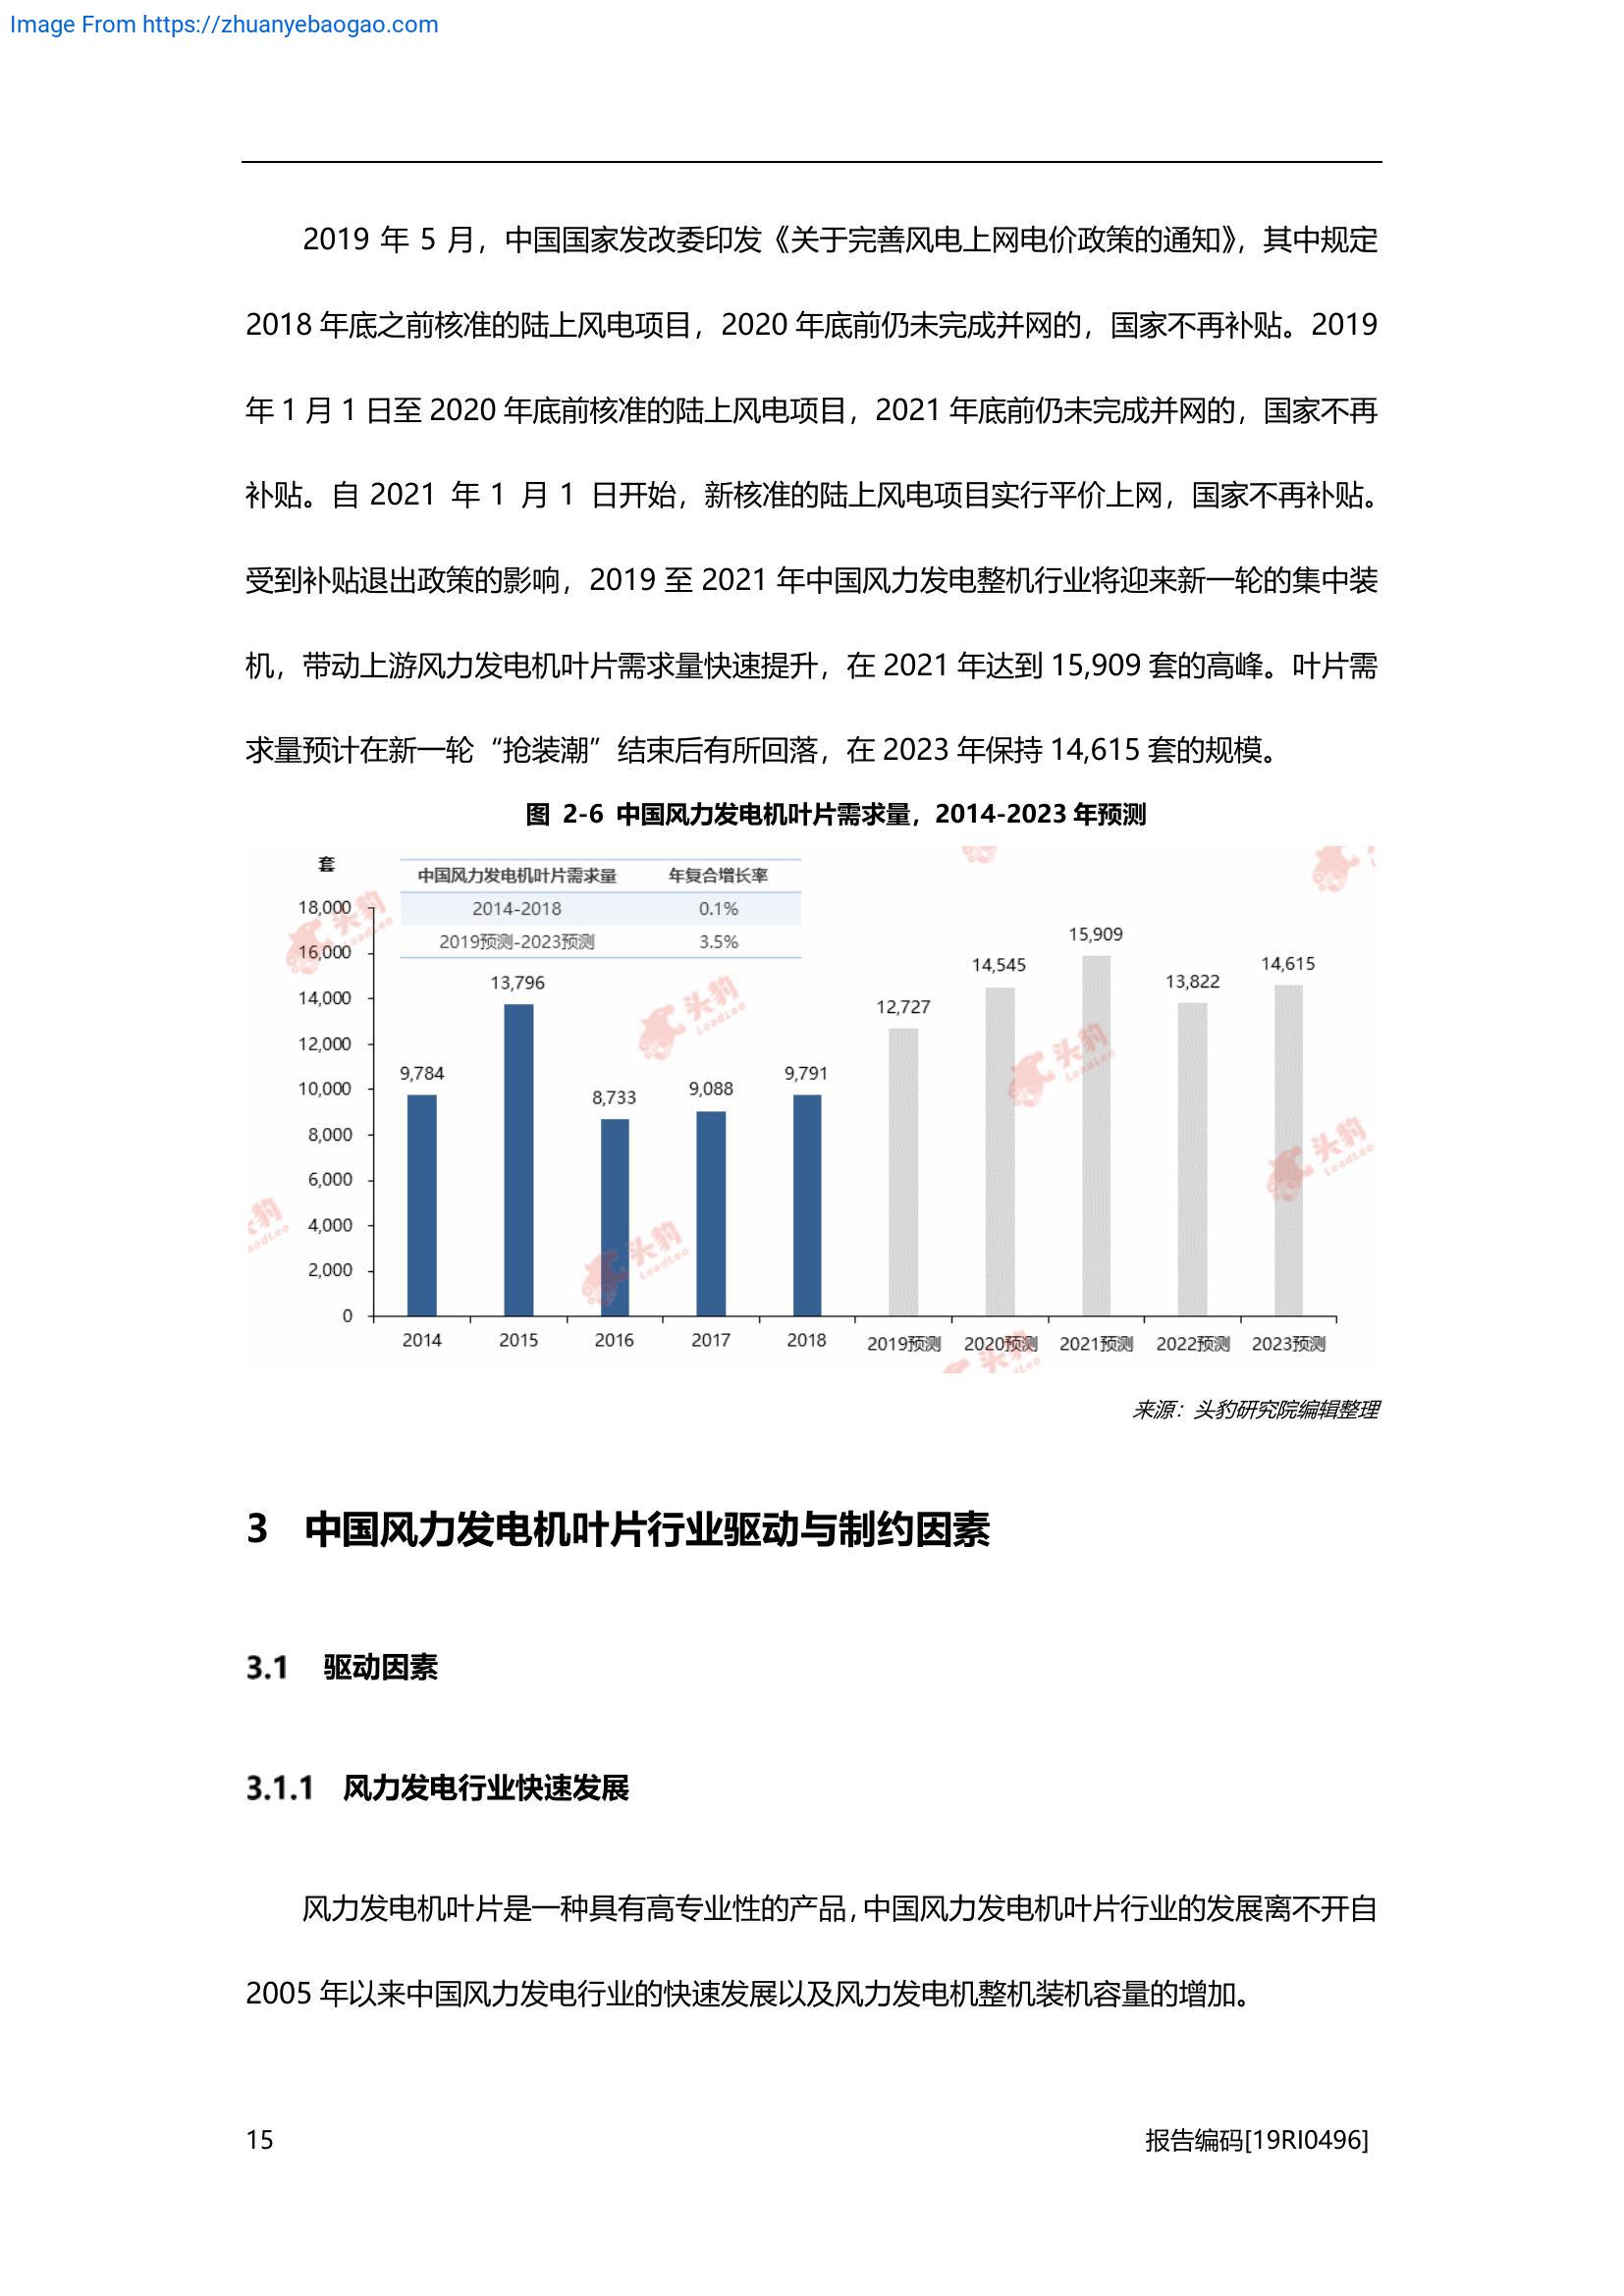 Image From https://zhuanyebaogao.com
2019 年 5 月，中国国家发改委印发《关于完善风电上网电价政策的通知》，其中规定
2018 年底之前核准的陆上风电项目，2020 年底前仍未完成并网的，国家不再补贴。2019
年 1 月 1 日至 2020 年底前核准的陆上风电项目，2021 年底前仍未完成并网的，国家不再
补贴。自 2021 年 1 月 1 日开始，新核准的陆上风电项目实行平价上网，国家不再补贴。
受到补贴退出政策的影响，2019 至 2021 年中国风力发电整机行业将迎来新一轮的集中装
机，带动上游风力发电机叶片需求量快速提升，在 2021 年达到 15,909 套的高峰。叶片需
求量预计在新一轮“抢装潮”结束后有所回落，在 2023 年保持 14,615 套的规模。
图 2-6 中国风力发电机叶片需求量，2014-2023 年预测
套
中国风力发电机叶片需求量 年复合增长率
2014-2018 0.1%
2019预测-2023预测 3.5%
18,000
16,000
14,000
12,000
10,000
8,000
6,000
4,000
2,000
0
9,784
13,796
8,733
9,088
9,791
12,727
14,545
15,909
13,822
14,615
2014 2015 2016 2017 2018 2019预测 2020预测 2021预测 2022预测 2023预测
头豹
LeadLeo
头豹
LeadLeo
头豹
LeadLeo
头豹
LeadLeo
头豹
LeadLeo
来源：头豹研究院编辑整理
3 中国风力发电机叶片行业驱动与制约因素
3.1 驱动因素
3.1.1 风力发电行业快速发展
风力发电机叶片是一种具有高专业性的产品，中国风力发电机叶片行业的发展离不开自
2005 年以来中国风力发电行业的快速发展以及风力发电机整机装机容量的增加。
15 报告编码[19RI0496]